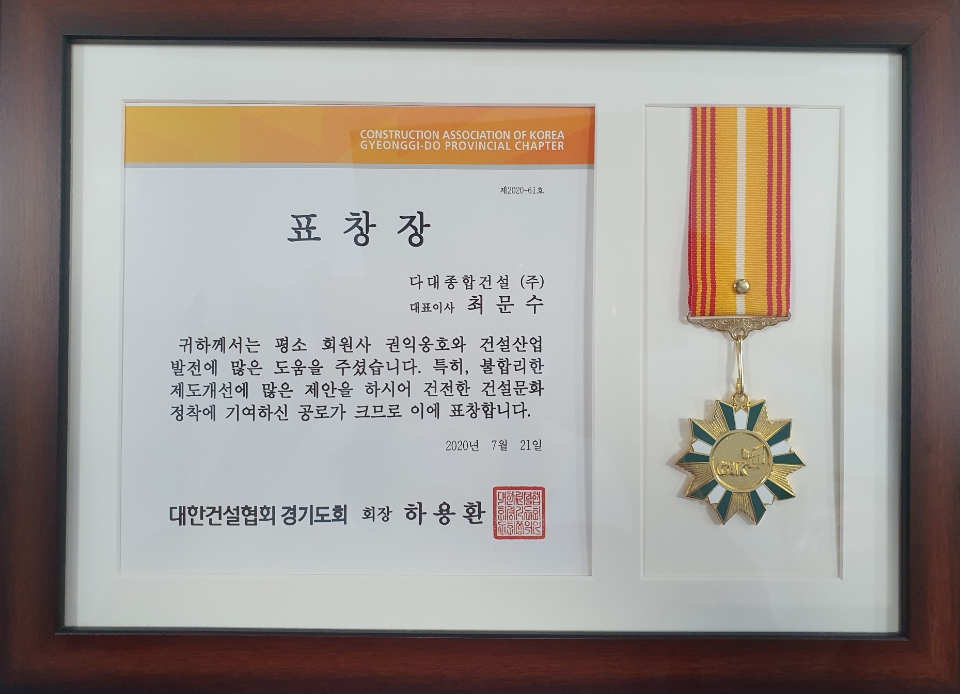 CONSTRUCTION ASSOCIATION OF KOREA
GYEONGGI-DO PROVINCIAL CHAPTER
제2020-61호
표 창 장
다대종합건설 (주)
대표이사 최 문 수
귀하께서는 평소 회원사 권익옹호와 건설산업
발전에 많은 도움을 주셨습니다. 특히, 불합리한
제도개선에 많은 제안을 하시어 건전한 건설문화
정착에 기여하신 공로가 크므로 이에 표창합니다.
2020년 7월 21일
대한건설협회 경기도회 회장 하 용 환
CAK